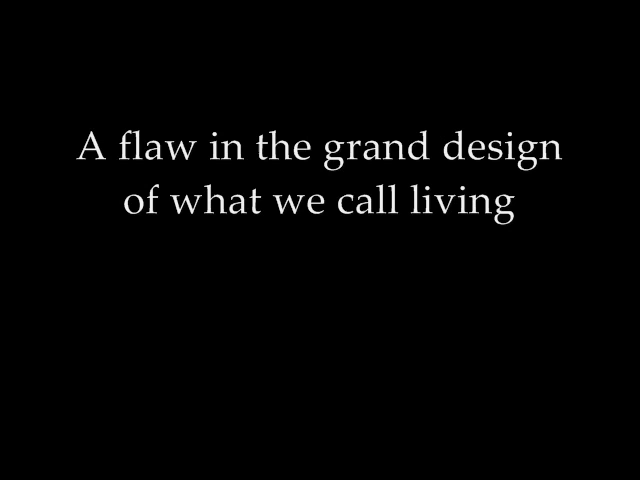 A flaw in the grand design
of what we call living